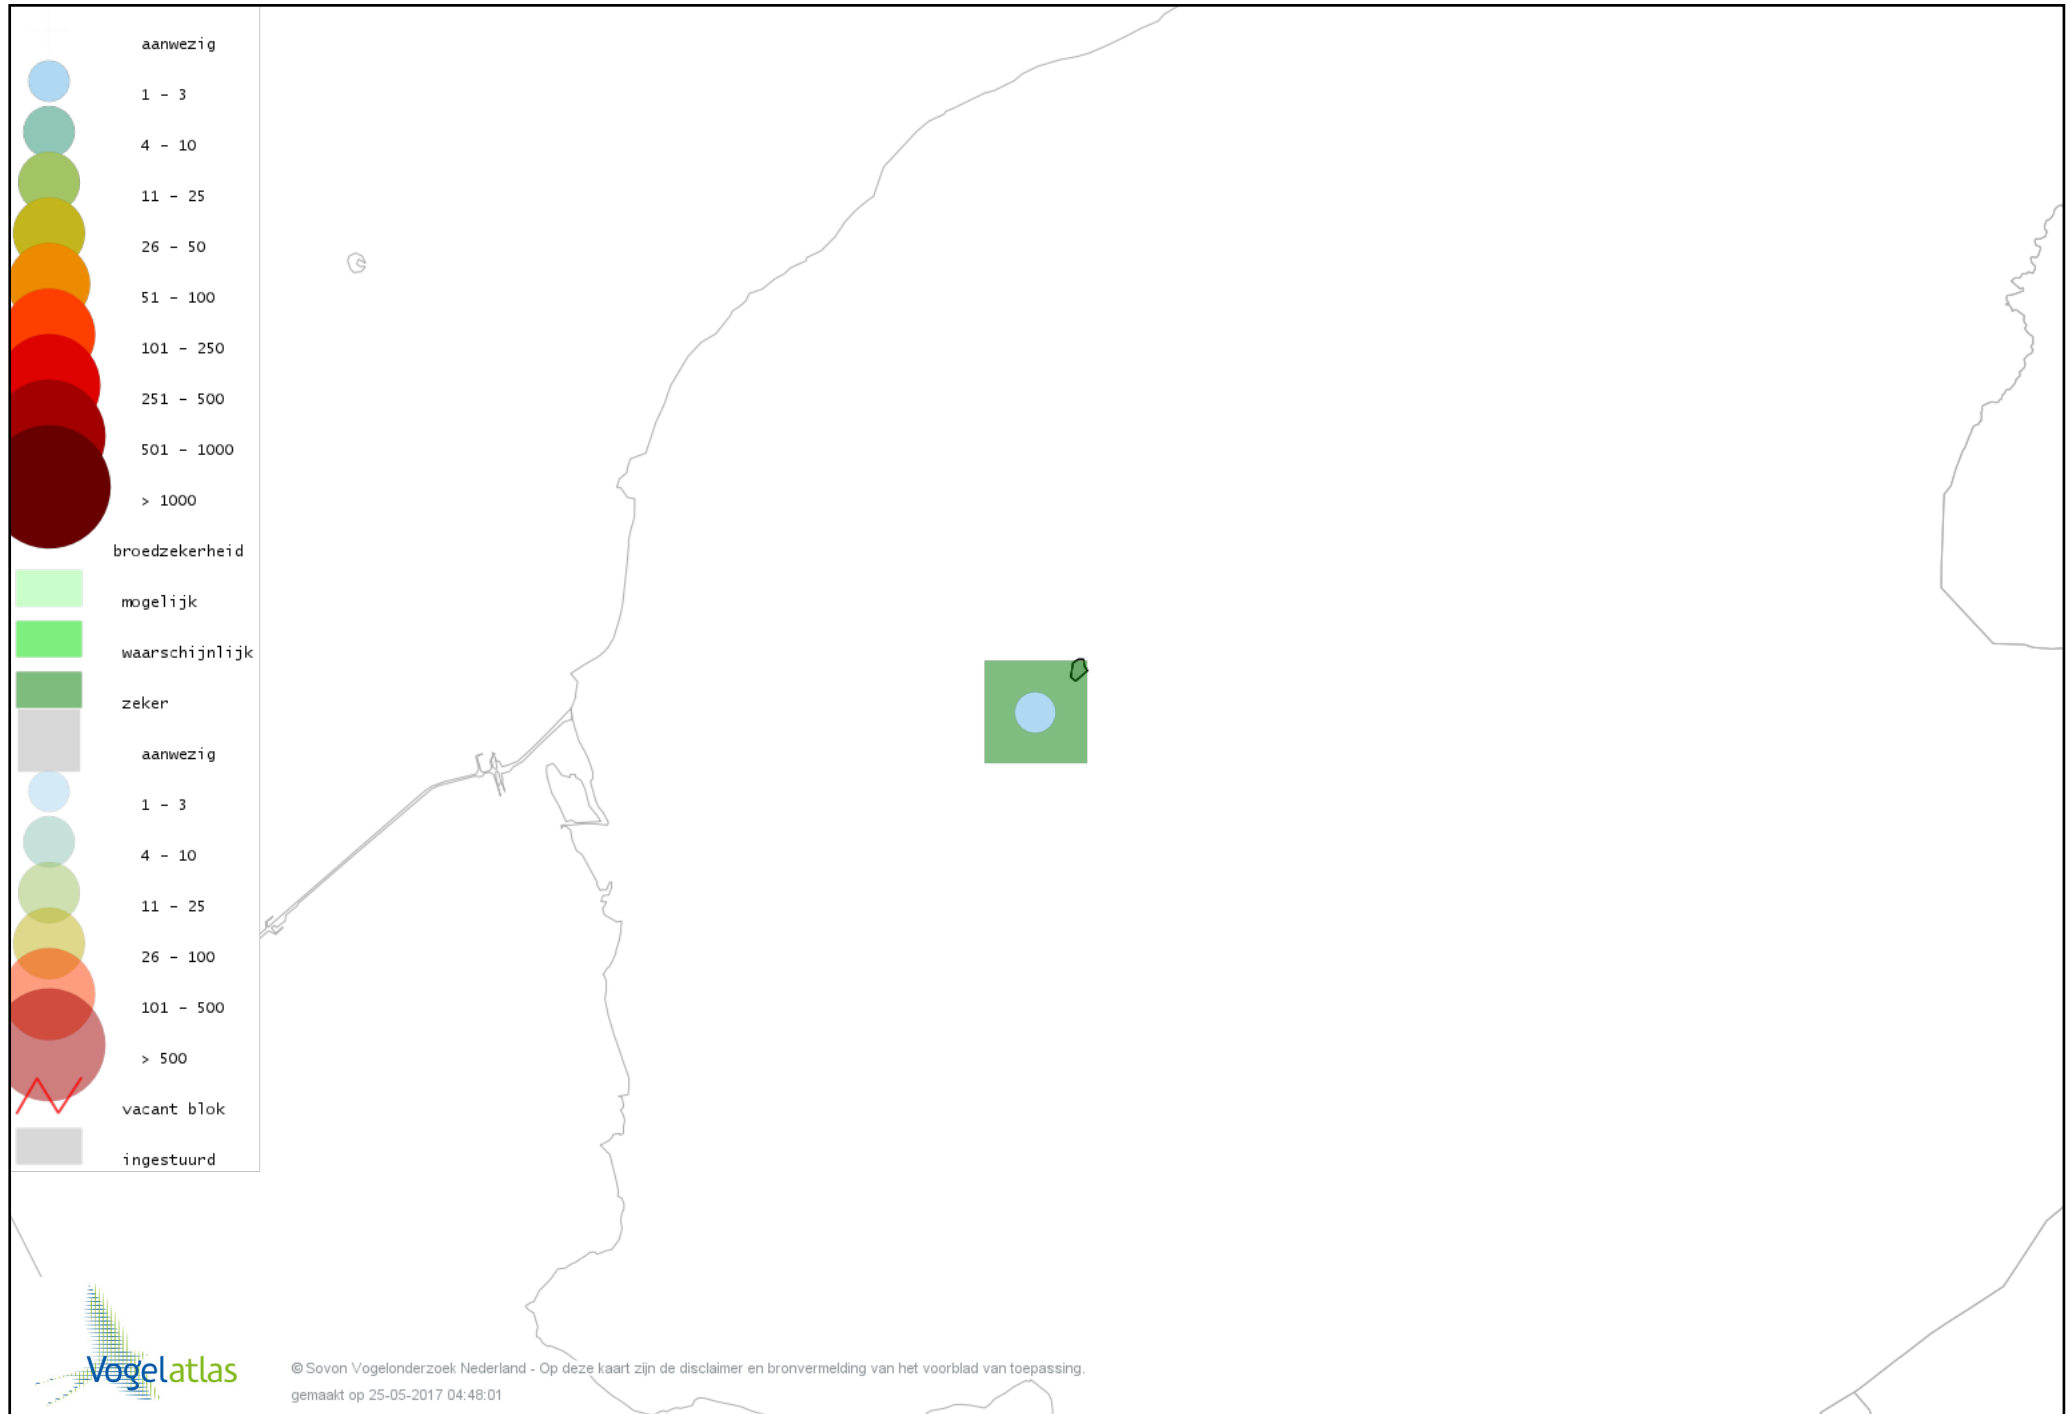 aanwezig
1 - 3
4 - 10
11 - 25
26 - 50
51 - 100
101 - 250
251 - 500
501 - 1000
> 1000
broedzekerheid
mogelijk
waarschijnlijk
zeker
aanwezig
1 - 3
4 - 10
11 - 25
26 - 100
101 - 500
> 500
vacant blok
ingestuurd
Vogelatlas
© Sovon Vogelonderzoek Nederland - Op deze kaart zijn de disclaimer en bronvermelding van het voorblad van toepassing.
gemaakt op 25-05-2017 04:48:01